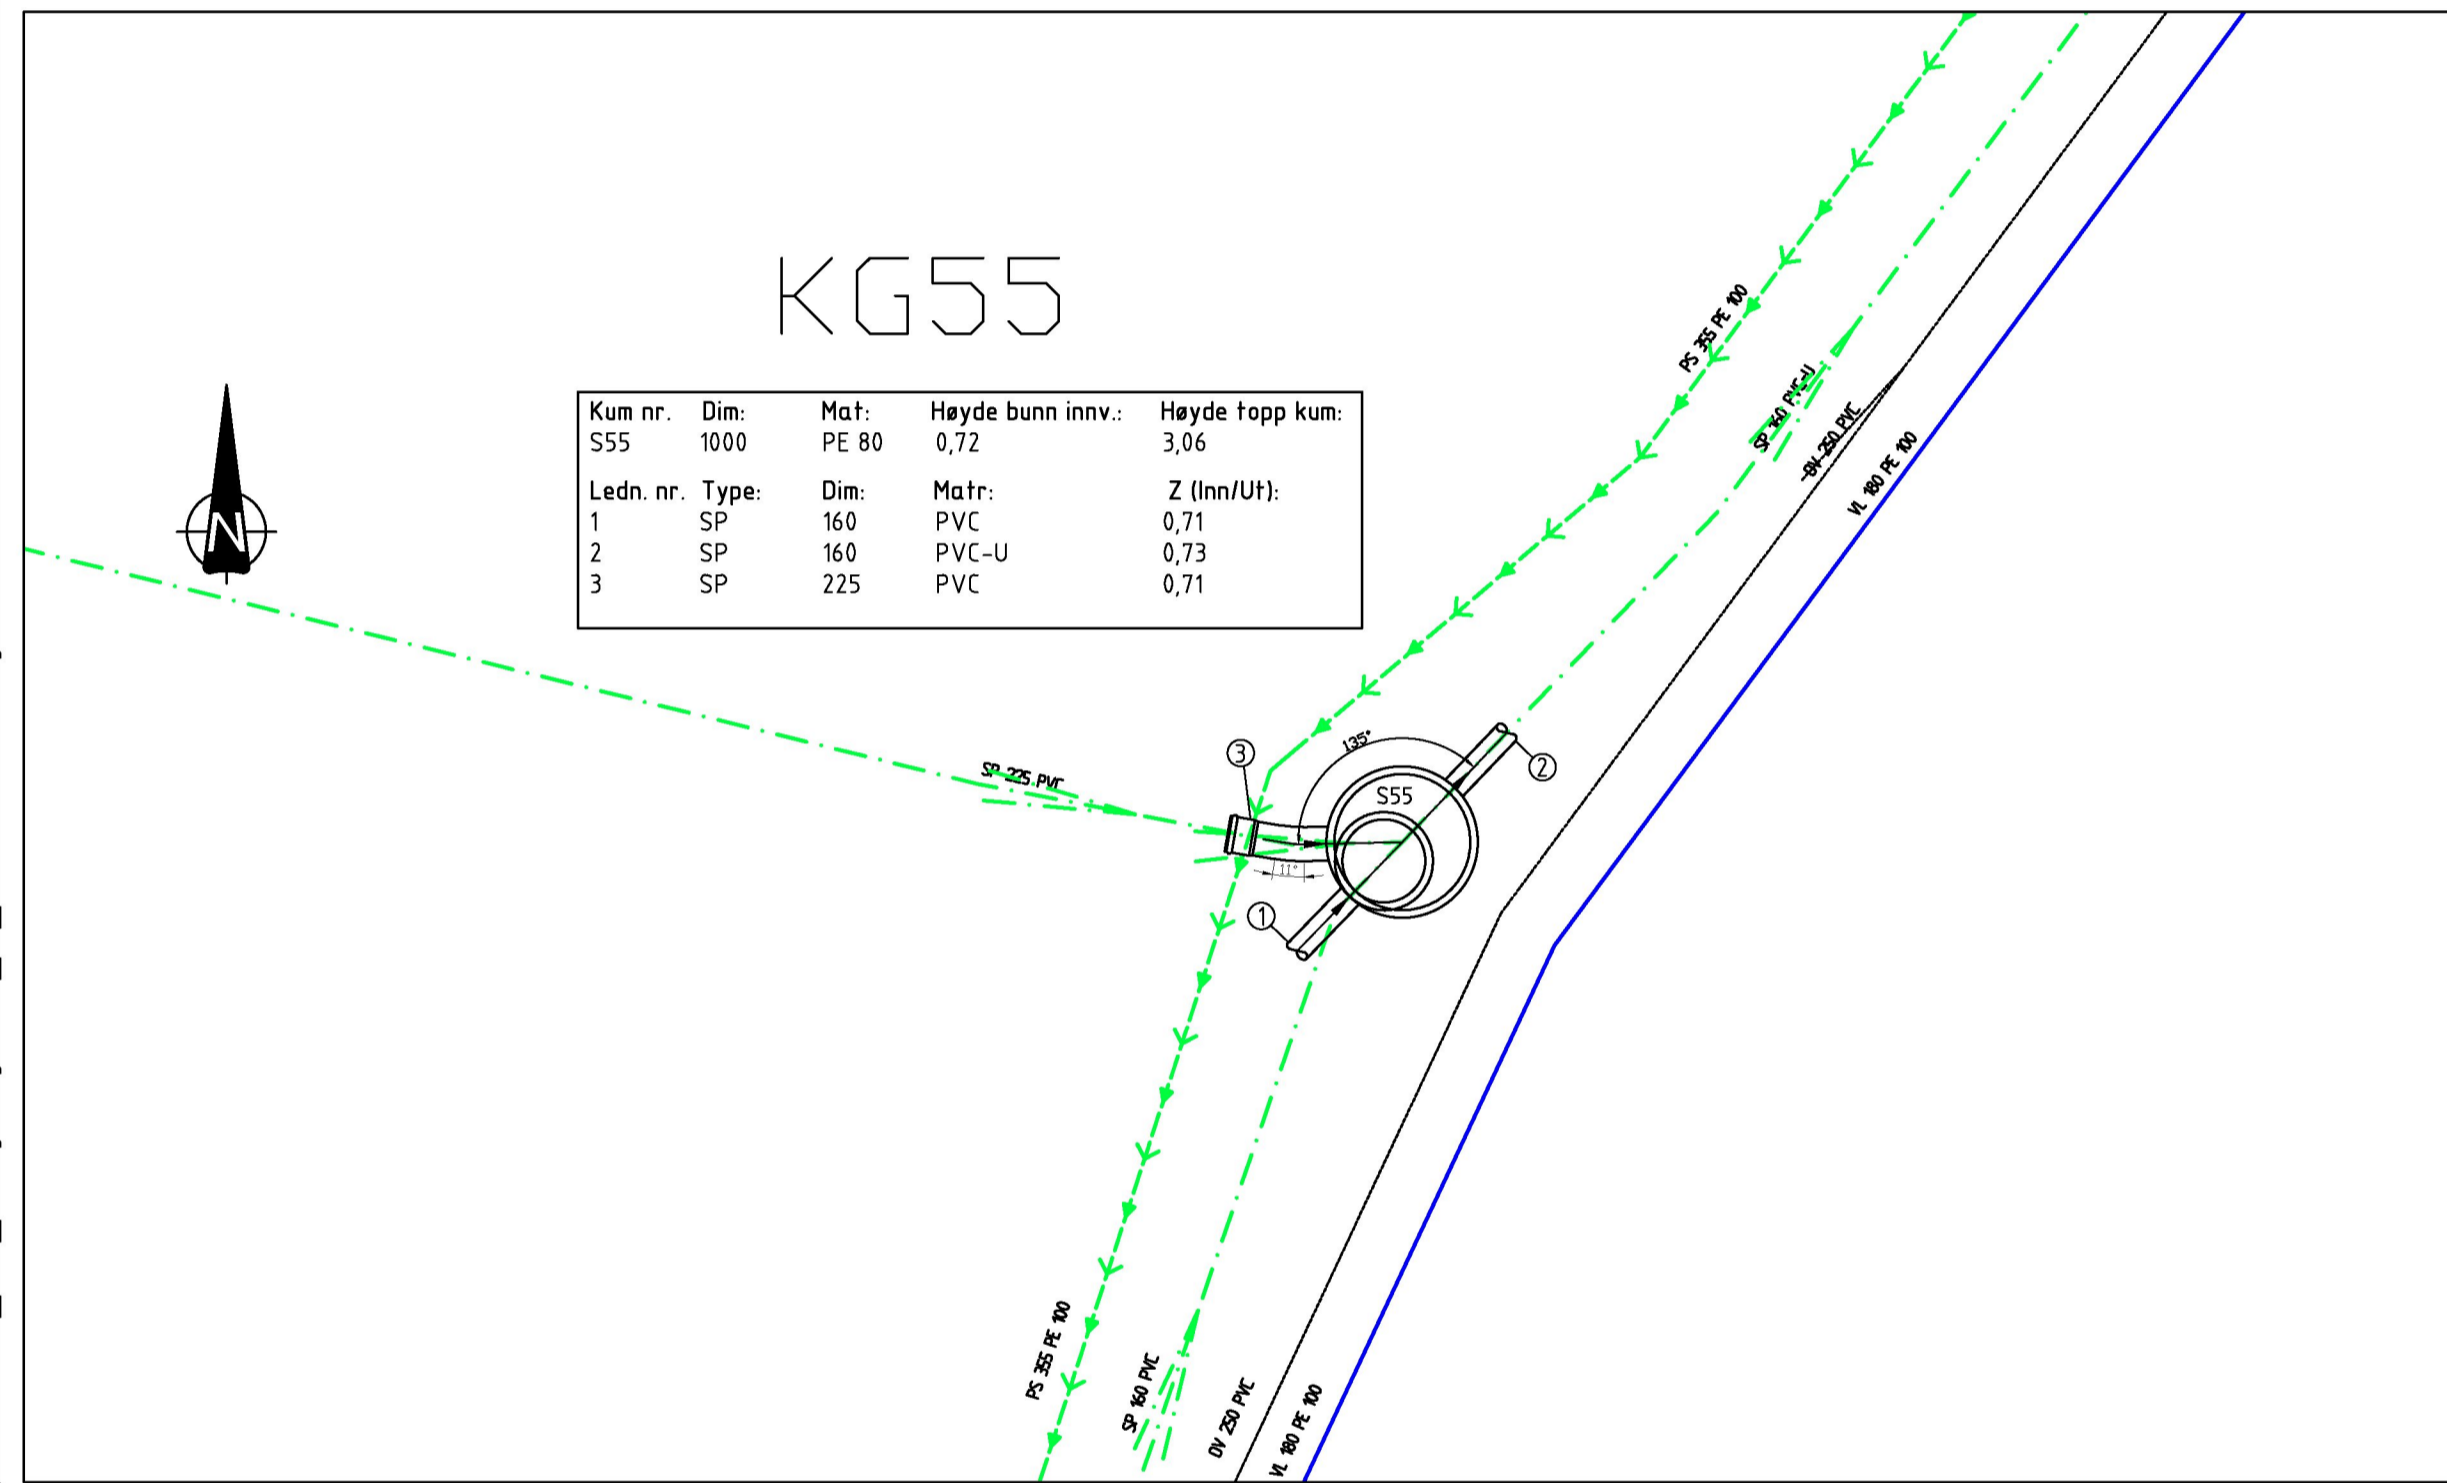 KG55
Kum nr. Dim: Mat: Høyde bunn innv.: Høyde topp kum:
S55 1000 PE 80 0,72 3,06
Ledn. nr. Type: Dim: Matr: Z (Inn/Ut):
1 SP 160 PVC 0,71
2 SP 160 PVC-U 0,73
3 SP 225 PVC 0,71
N
PS 355 PE 100
SP 160 PVC-U
OV 250 PVC
VL 180 PE 100
SP 225 PVC
3
135°
2
S55
11°
1
PS 355 PE 100
SP 160 PVC
OV 250 PVC
VL 180 PE 100